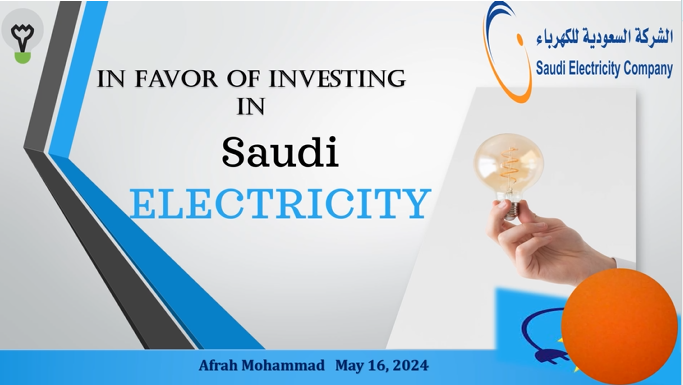 الشركة السعودية للكهرباء
Saudi Electricity Company
IN FAVOR OF INVESTING
IN
Saudi
ELECTRICITY
Afrah Mohammad May 16, 2024